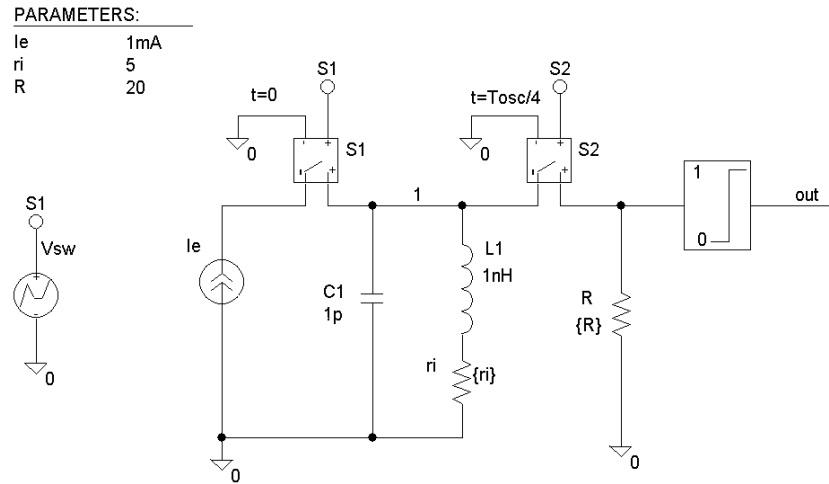 PARAMETERS:
Ie 1mA
ri 5
R 20
S1
S2
t=0
t=Tosc/4
- +
- +
0
S1
0
S2
- +
- +
S1
Vsw
+
-
0
Ie
1
C1
1p
L1
1nH
ri
{ri}
R
{R}
1
0
out
0
0